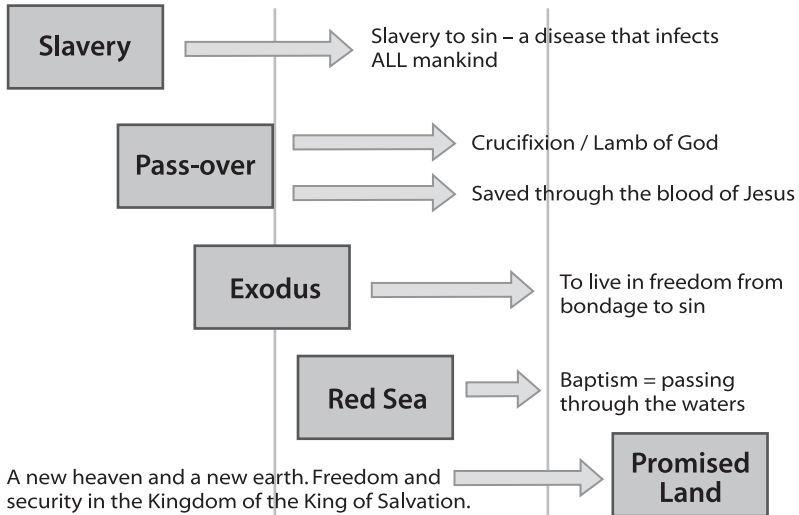 Slavery
Slavery to sin – a disease that infects
ALL mankind
Pass-over
Crucifixion / Lamb of God
Saved through the blood of Jesus
Exodus
To live in freedom from
bondage to sin
Red Sea
Baptism = passing
through the waters
A new heaven and a new earth. Freedom and
security in the Kingdom of the King of Salvation.
Promised
Land